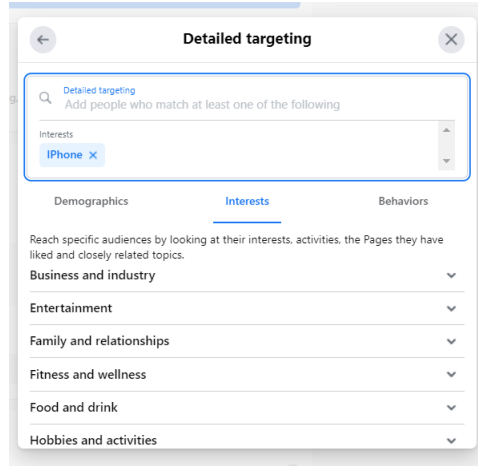 Detailed targeting
Detailed targeting
Add people who match at least one of the following
Interests
IPhone ×
Demographics
Interests
Behaviors
Reach specific audiences by looking at their interests, activities, the Pages they have
liked and closely related topics.
Business and industry
Entertainment
Family and relationships
Fitness and wellness
Food and drink
Hobbies and activities